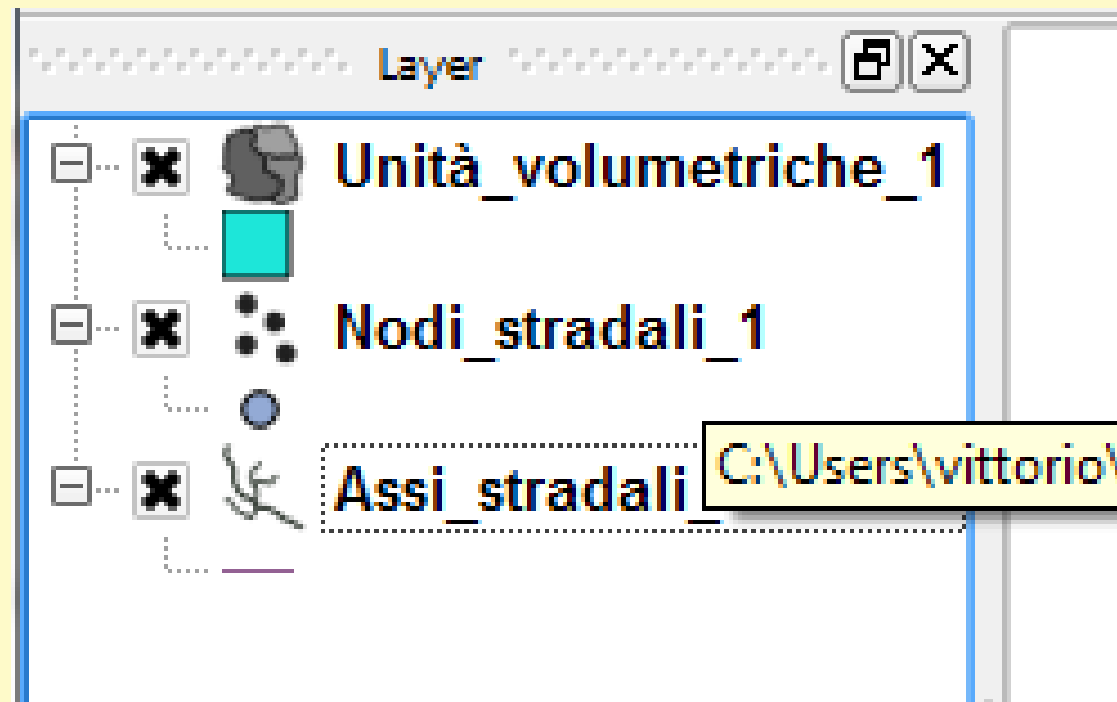 Layer
Unità_volumetriche_1
Nodi_stradali_1
Assi_stradali_
C:\Users\vittorio\